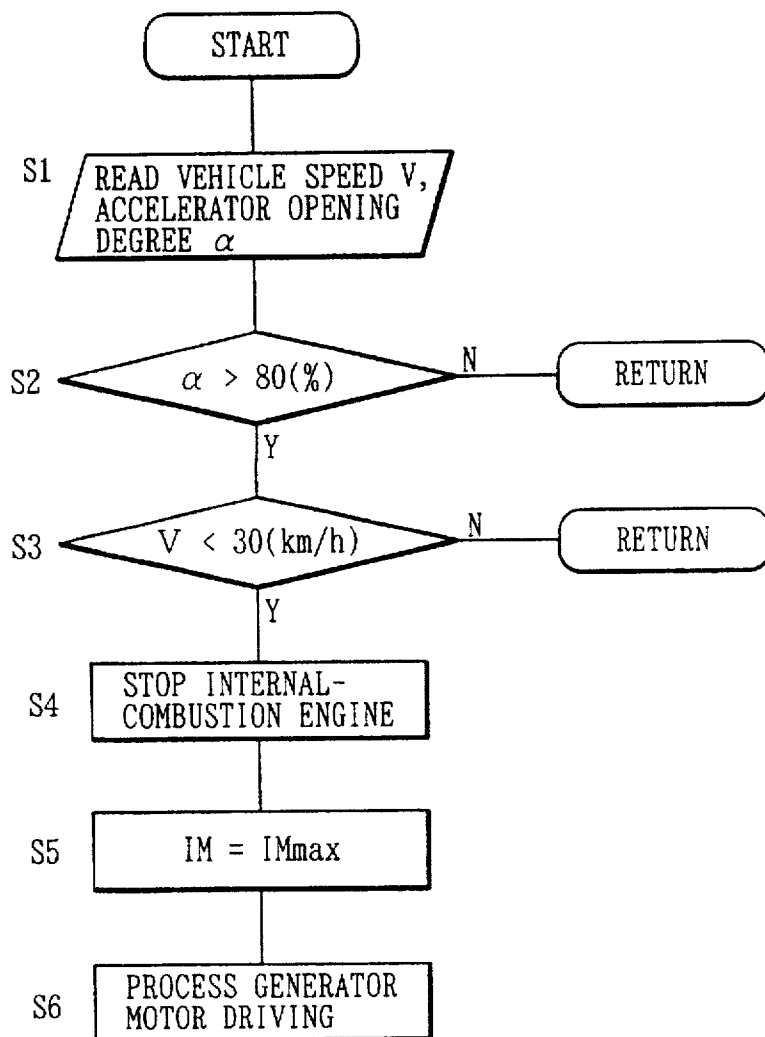 START
S1
READ VEHICLE SPEED V,
ACCELERATOR OPENING
DEGREE α
S2
α > 80(%)
N
RETURN
Y
S3
V < 30(km/h)
N
RETURN
Y
S4
STOP INTERNAL-
COMBUSTION ENGINE
S5
IM = IMmax
S6
PROCESS GENERATOR
MOTOR DRIVING